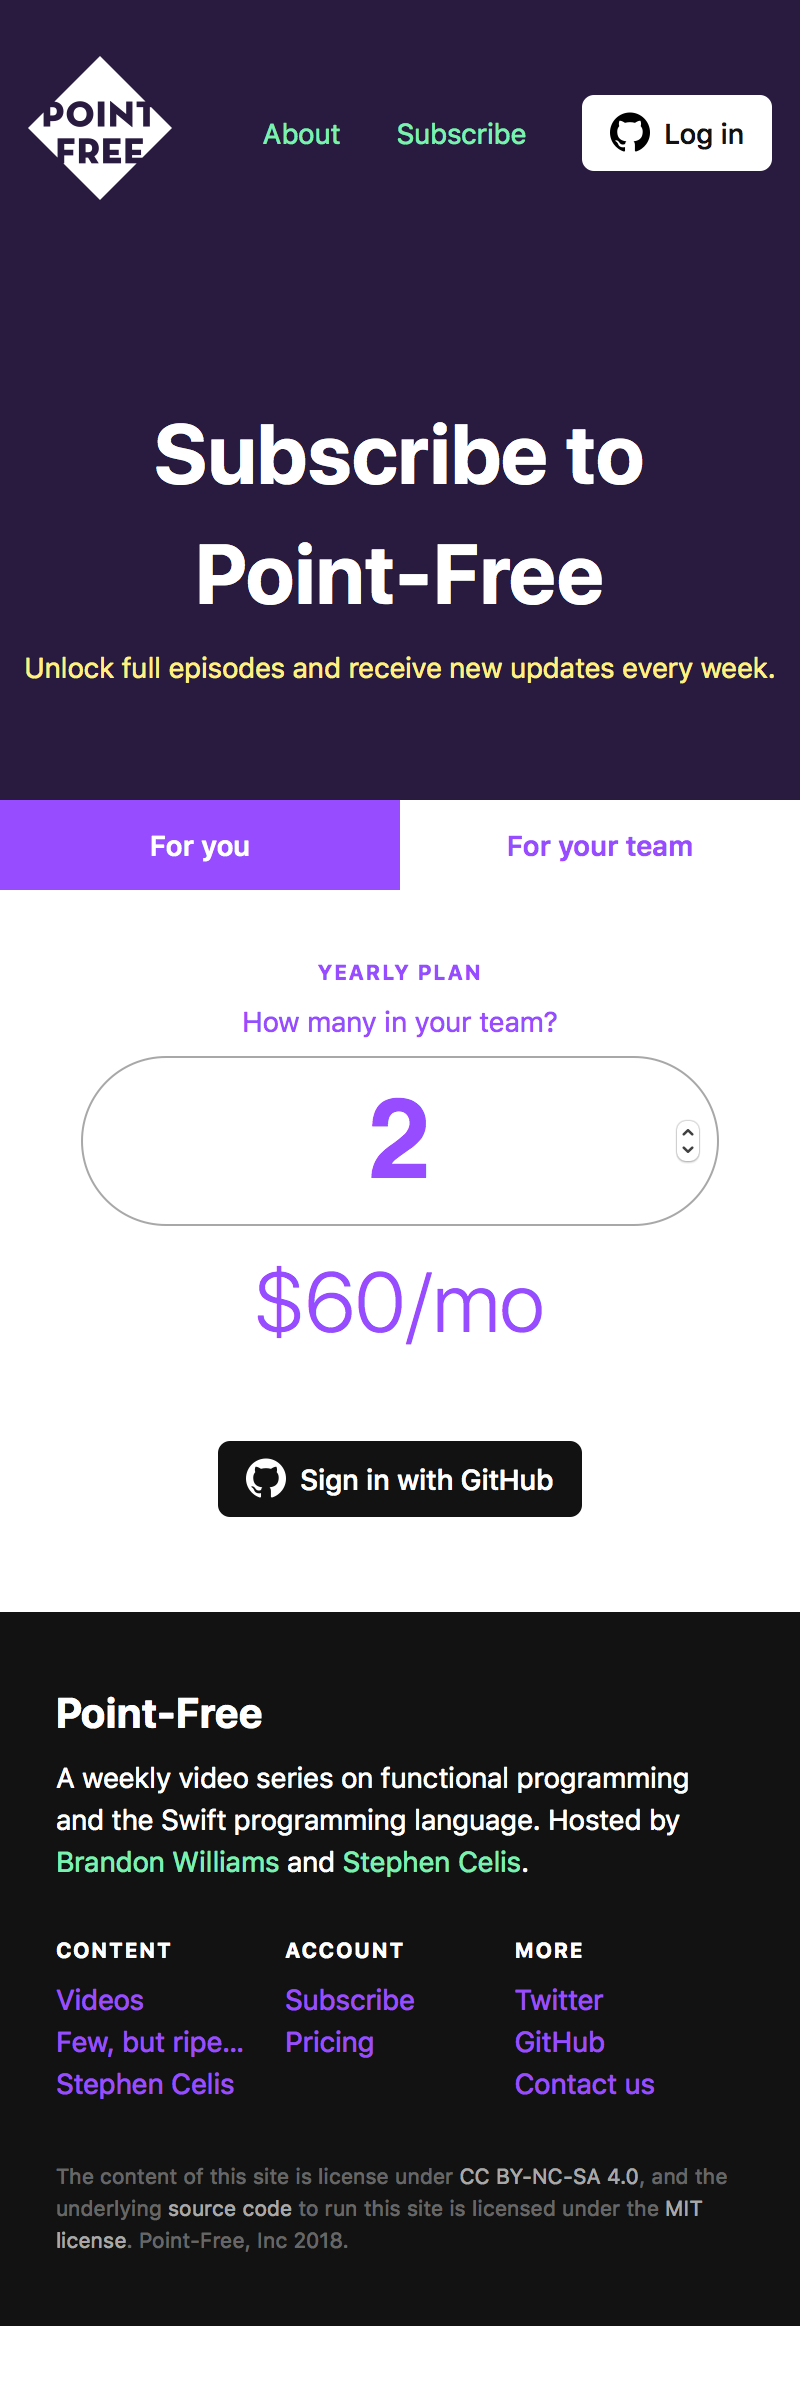 POINT
FREE
About
Subscribe
Log in
Subscribe to
Point-Free
Unlock full episodes and receive new updates every week.
For you
For your team
YEARLY PLAN
How many in your team?
2
$60/mo
Sign in with GitHub
Point-Free
A weekly video series on functional programming
and the Swift programming language. Hosted by
Brandon Williams and Stephen Celis.
CONTENT
Videos
Few, but ripe...
Stephen Celis
ACCOUNT
Subscribe
Pricing
MORE
Twitter
GitHub
Contact us
The content of this site is license under CC BY-NC-SA 4.0, and the
underlying source code to run this site is licensed under the MIT
license. Point-Free, Inc 2018.